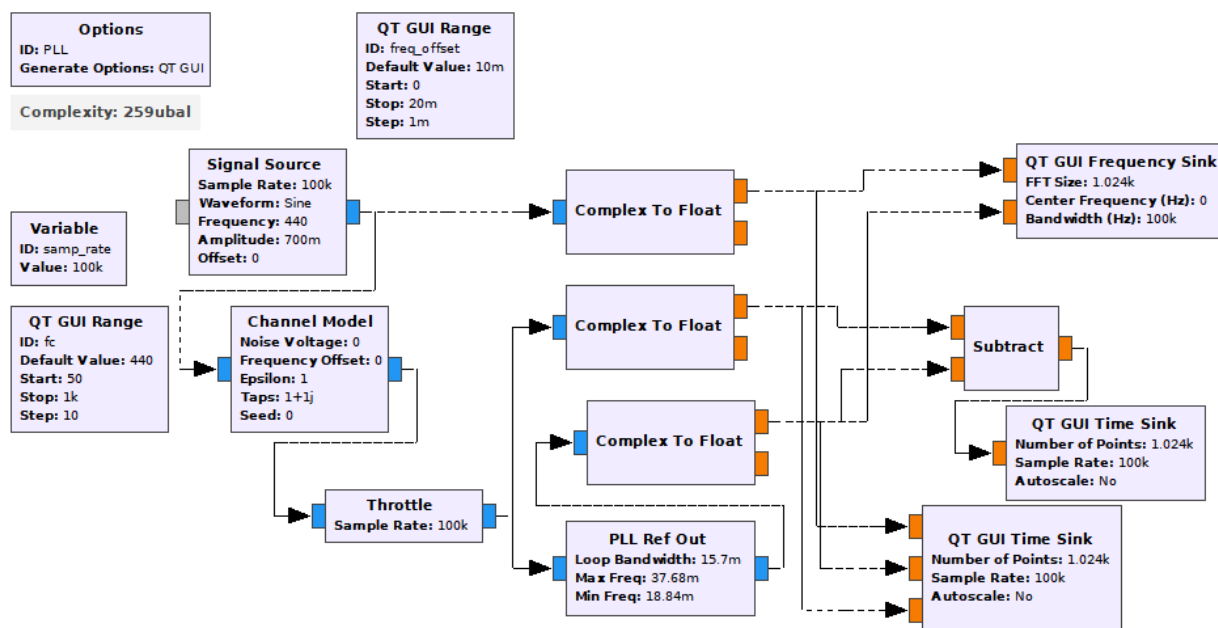 Options
ID: PLL
Generate Options: QT GUI
Complexity: 259ubal
QT GUI Range
ID: freq_offset
Default Value: 10m
Start: 0
Stop: 20m
Step: 1m
Signal Source
Sample Rate: 100k
Waveform: Sine
Frequency: 440
Amplitude: 700m
Offset: 0
Complex To Float
QT GUI Frequency Sink
FFT Size: 1.024k
Center Frequency (Hz): 0
Bandwidth (Hz): 100k
Variable
ID: samp_rate
Value: 100k
QT GUI Range
ID: fc
Default Value: 440
Start: 50
Stop: 1k
Step: 10
Channel Model
Noise Voltage: 0
Frequency Offset: 0
Epsilon: 1
Taps: 1+1j
Seed: 0
Complex To Float
Subtract
Complex To Float
QT GUI Time Sink
Number of Points: 1.024k
Sample Rate: 100k
Autoscale: No
Throttle
Sample Rate: 100k
PLL Ref Out
Loop Bandwidth: 15.7m
Max Freq: 37.68m
Min Freq: 18.84m
QT GUI Time Sink
Number of Points: 1.024k
Sample Rate: 100k
Autoscale: No